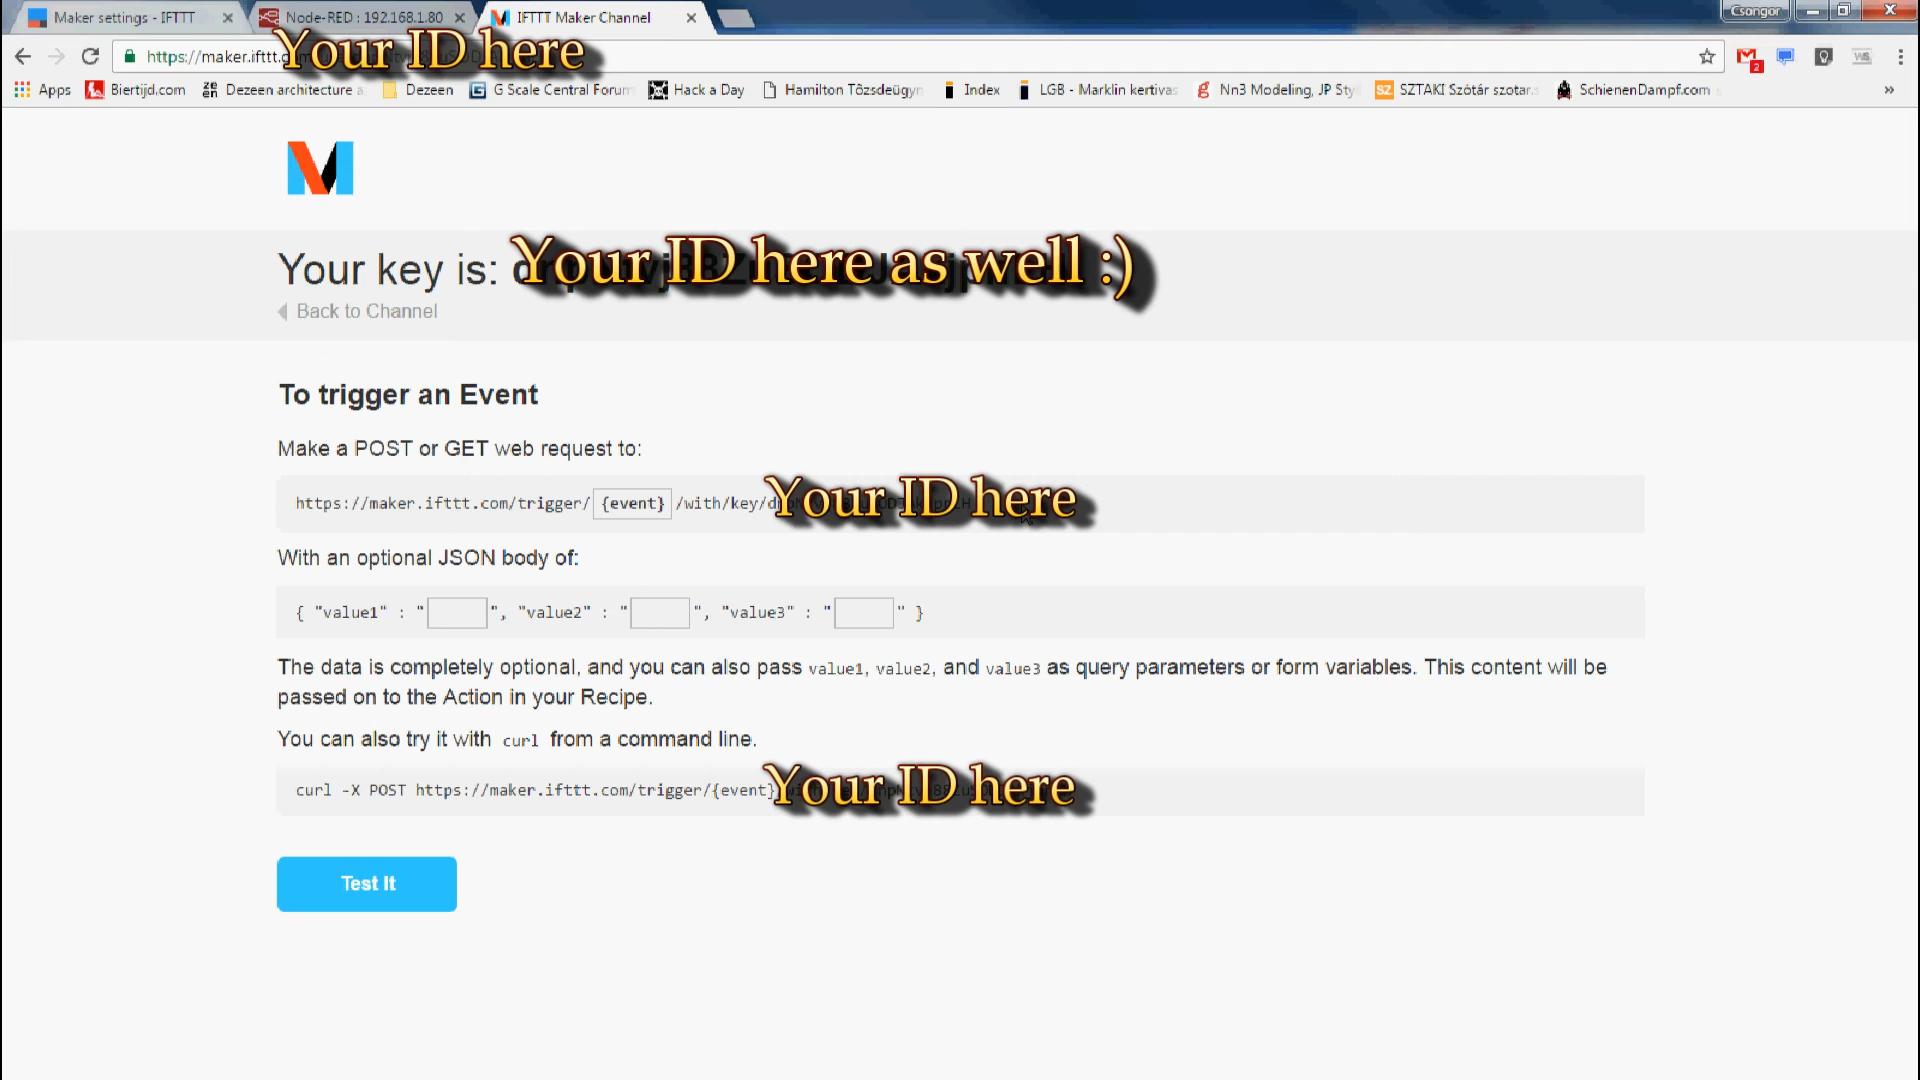 Maker settings - IFTTT
Node-RED : 192.168.1.80
IFTTT Maker Channel
Csongor
https://maker.ifttt.
Your ID here
2
Apps
Biertijd.com
Dezeen architecture a
Dezeen
G Scale Central Forum
Hack a Day
Hamilton Tőzsdeügyn
Index
LGB - Marklin kertivas
Nn3 Modeling, JP Sty
SZ SZTAKI Szótár szotar.
SchienenDampf.com
»
M
Your key is:
Your ID here as well :)
Back to Channel
To trigger an Event
Make a POST or GET web request to:
https://maker.ifttt.com/trigger/ {event} /with/key/
Your ID here
With an optional JSON body of:
{ "value1" : " ", "value2" : " ", "value3" : " " }
The data is completely optional, and you can also pass value1, value2, and value3 as query parameters or form variables. This content will be
passed on to the Action in your Recipe.
You can also try it with curl from a command line.
curl -X POST https://maker.ifttt.com/trigger/{event}
Your ID here
Test It